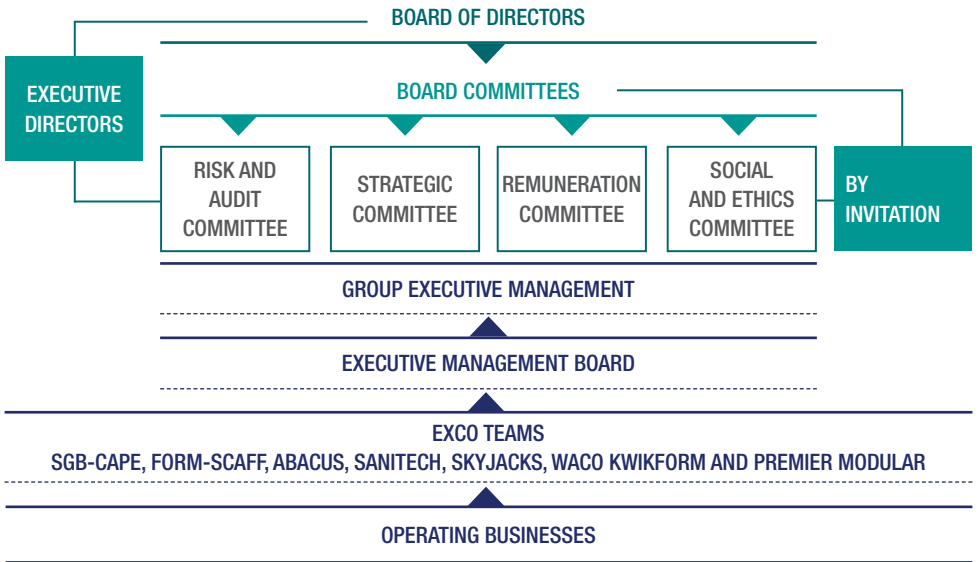 BOARD OF DIRECTORS
EXECUTIVE
DIRECTORS
BOARD COMMITTEES
RISK AND
AUDIT
COMMITTEE
STRATEGIC
COMMITTEE
REMUNERATION
COMMITTEE
SOCIAL
AND ETHICS
COMMITTEE
BY
INVITATION
GROUP EXECUTIVE MANAGEMENT
EXECUTIVE MANAGEMENT BOARD
EXCO TEAMS
SGB-CAPE, FORM-SCAFF, ABACUS, SANITECH, SKYJACKS, WACO KWIKFORM AND PREMIER MODULAR
OPERATING BUSINESSES